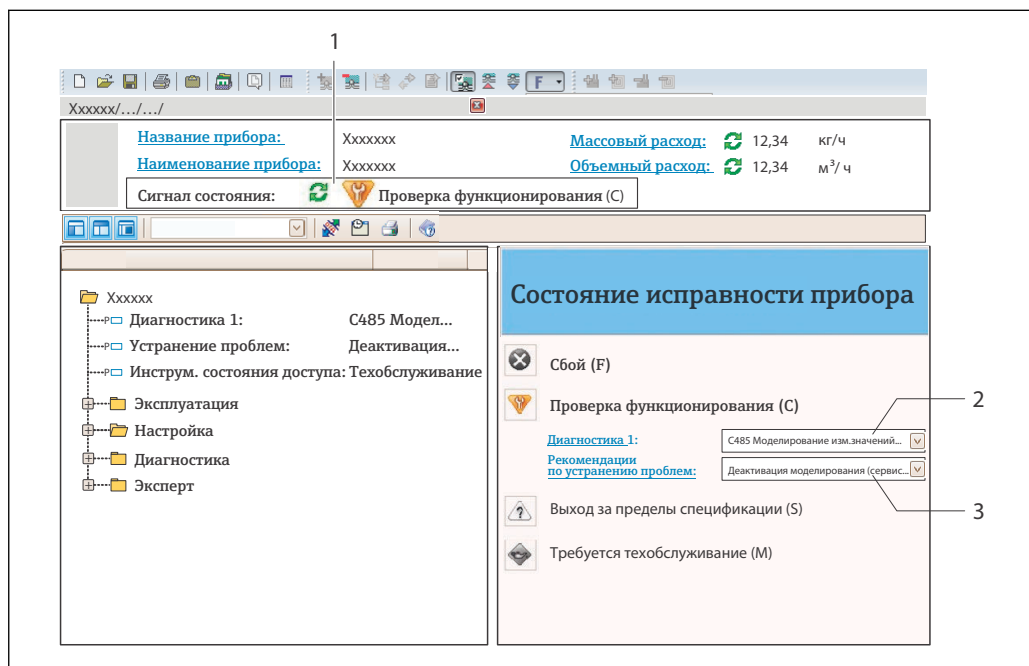 1
F
Xxxxxx/.../.../
Название прибора: Xxxxxxx Массовый расход: 12,34 кг/ч
Наименование прибора: Xxxxxxx Объемный расход: 12,34 м³/ч
Сигнал состояния: Проверка функционирования (C)
Xxxxxx
Диагностика 1: C485 Модел...
Устранение проблем: Деактивация...
Инструм. состояния доступа: Техобслуживание
Эксплуатация
Настройка
Диагностика
Эксперт
Состояние исправности прибора
Сбой (F)
Проверка функционирования (C)
2
Диагностика 1: C485 Моделирование изм.значений...
Рекомендации
по устранению проблем: Деактивация моделирования (сервис...
3
Выход за пределы спецификации (S)
Требуется техобслуживание (M)